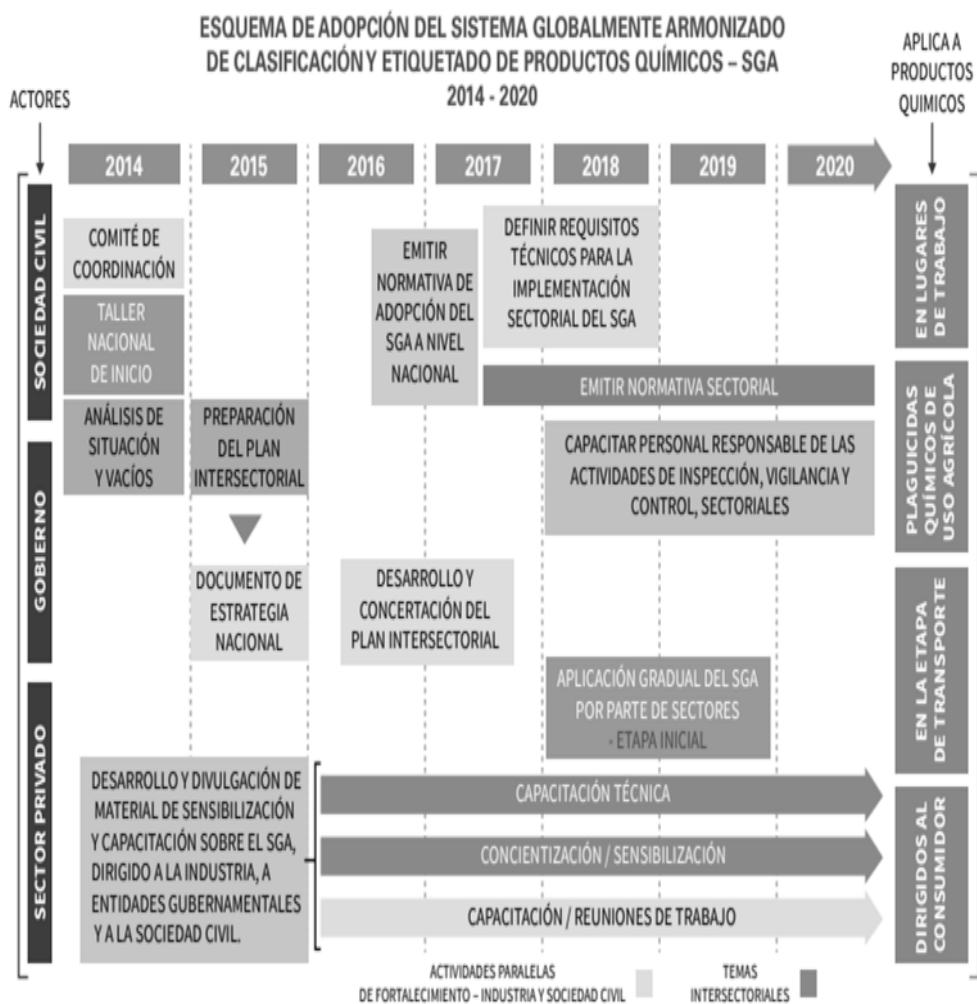 ESQUEMA DE ADOPCIÓN DEL SISTEMA GLOBALMENTE ARMONIZADO
DE CLASIFICACIÓN Y ETIQUETADO DE PRODUCTOS QUÍMICOS – SGA
2014 - 2020
ACTORES
APLICA A
PRODUCTOS
QUIMICOS
2014
2015
2016
2017
2018
2019
2020
SOCIEDAD CIVIL
GOBIERNO
SECTOR PRIVADO
COMITÉ DE
COORDINACIÓN
TALLER
NACIONAL
DE INICIO
ANÁLISIS DE
SITUACIÓN
Y VACÍOS
PREPARACIÓN
DEL PLAN
INTERSECTORIAL
DOCUMENTO DE
ESTRATEGIA
NACIONAL
EMITIR
NORMATIVA DE
ADOPCIÓN DEL
SGA A NIVEL
NACIONAL
DEFINIR REQUISITOS
TÉCNICOS PARA LA
IMPLEMENTACIÓN
SECTORIAL DEL SGA
EMITIR NORMATIVA SECTORIAL
CAPACITAR PERSONAL RESPONSABLE DE LAS
ACTIVIDADES DE INSPECCIÓN, VIGILANCIA Y
CONTROL, SECTORIALES
DESARROLLO Y
CONCERTACIÓN DEL
PLAN INTERSECTORIAL
APLICACIÓN GRADUAL DEL SGA
POR PARTE DE SECTORES
- ETAPA INICIAL
DESARROLLO Y DIVULGACIÓN DE
MATERIAL DE SENSIBILIZACIÓN
Y CAPACITACIÓN SOBRE EL SGA,
DIRIGIDO A LA INDUSTRIA, A
ENTIDADES GUBERNAMENTALES
Y A LA SOCIEDAD CIVIL.
CAPACITACIÓN TÉCNICA
CONCIENTIZACIÓN / SENSIBILIZACIÓN
CAPACITACIÓN / REUNIONES DE TRABAJO
EN LUGARES
DE TRABAJO
PLAGUICIDAS
QUÍMICOS DE
USO AGRÍCOLA
EN LA ETAPA
DE TRANSPORTE
DIRIGIDOS AL
CONSUMIDOR
ACTIVIDADES PARALELAS
DE FORTALECIMIENTO – INDUSTRIA Y SOCIEDAD CIVIL
TEMAS
INTERSECTORIALES